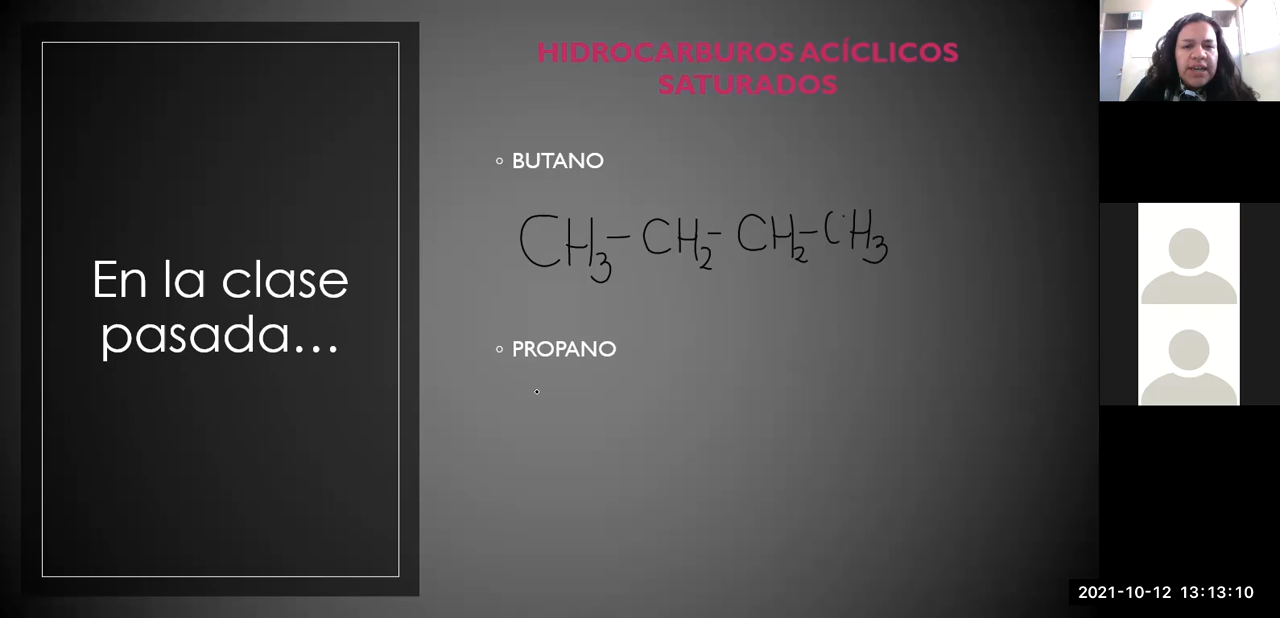 HIDROCARBUROS ACÍCLICOS
SATURADOS
En la clase
pasada...
BUTANO
CH3-CH2-CH2-CH3
PROPANO
2021-10-12 13:13:10